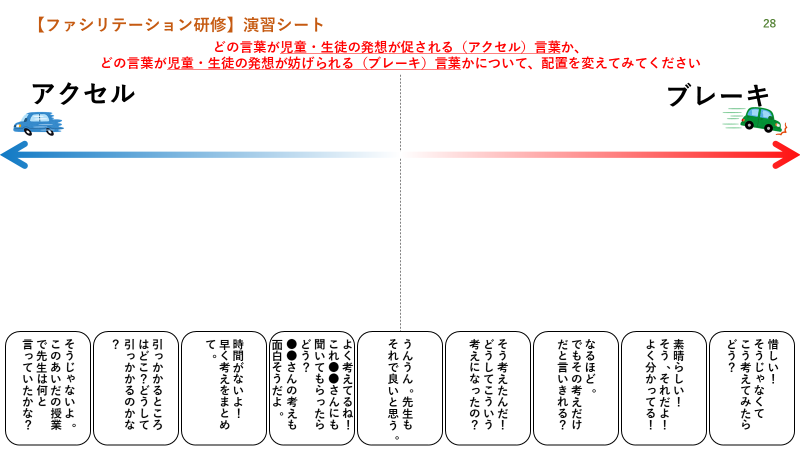 【ファシリテーション研修】演習シート
28
どの言葉が児童・生徒の発想が促される（アクセル）言葉か、
どの言葉が児童・生徒の発想が妨げられる（ブレーキ）言葉かについて、配置を変えてみてください
アクセル
ブレーキ
惜しい！
そうじゃなくて
こう考えてみたら
どう？
素晴らしい！
そう、それだよ！
よく分かってる！
なるほど。
でもその考えだけ
だと言いきれる？
そう考えたんだ！
どうしてこういう
考えになったの？
うんうん。先生も
それで良いと思う。
よく考えてるね！
これ●●さんにも
聞いてもらったら
どう？
●●さんの考えも
面白そうだよ。
時間がないよ！
早く考えをまとめ
て。
引っかかるところ
はどこ？どうして
引っかかるのかな
？
そうじゃないよ。
このあいだの授業
で先生は何と
言っていたかな？